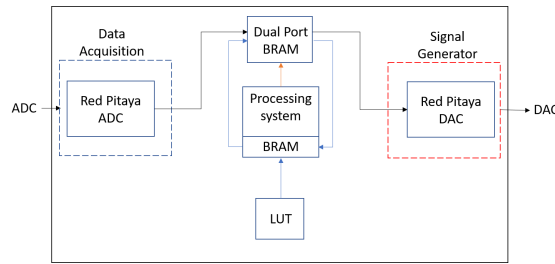 Data
Acquisition
Dual Port
BRAM
Signal
Generator
ADC
Red Pitaya
ADC
Processing
system
BRAM
Red Pitaya
DAC
DAC
LUT